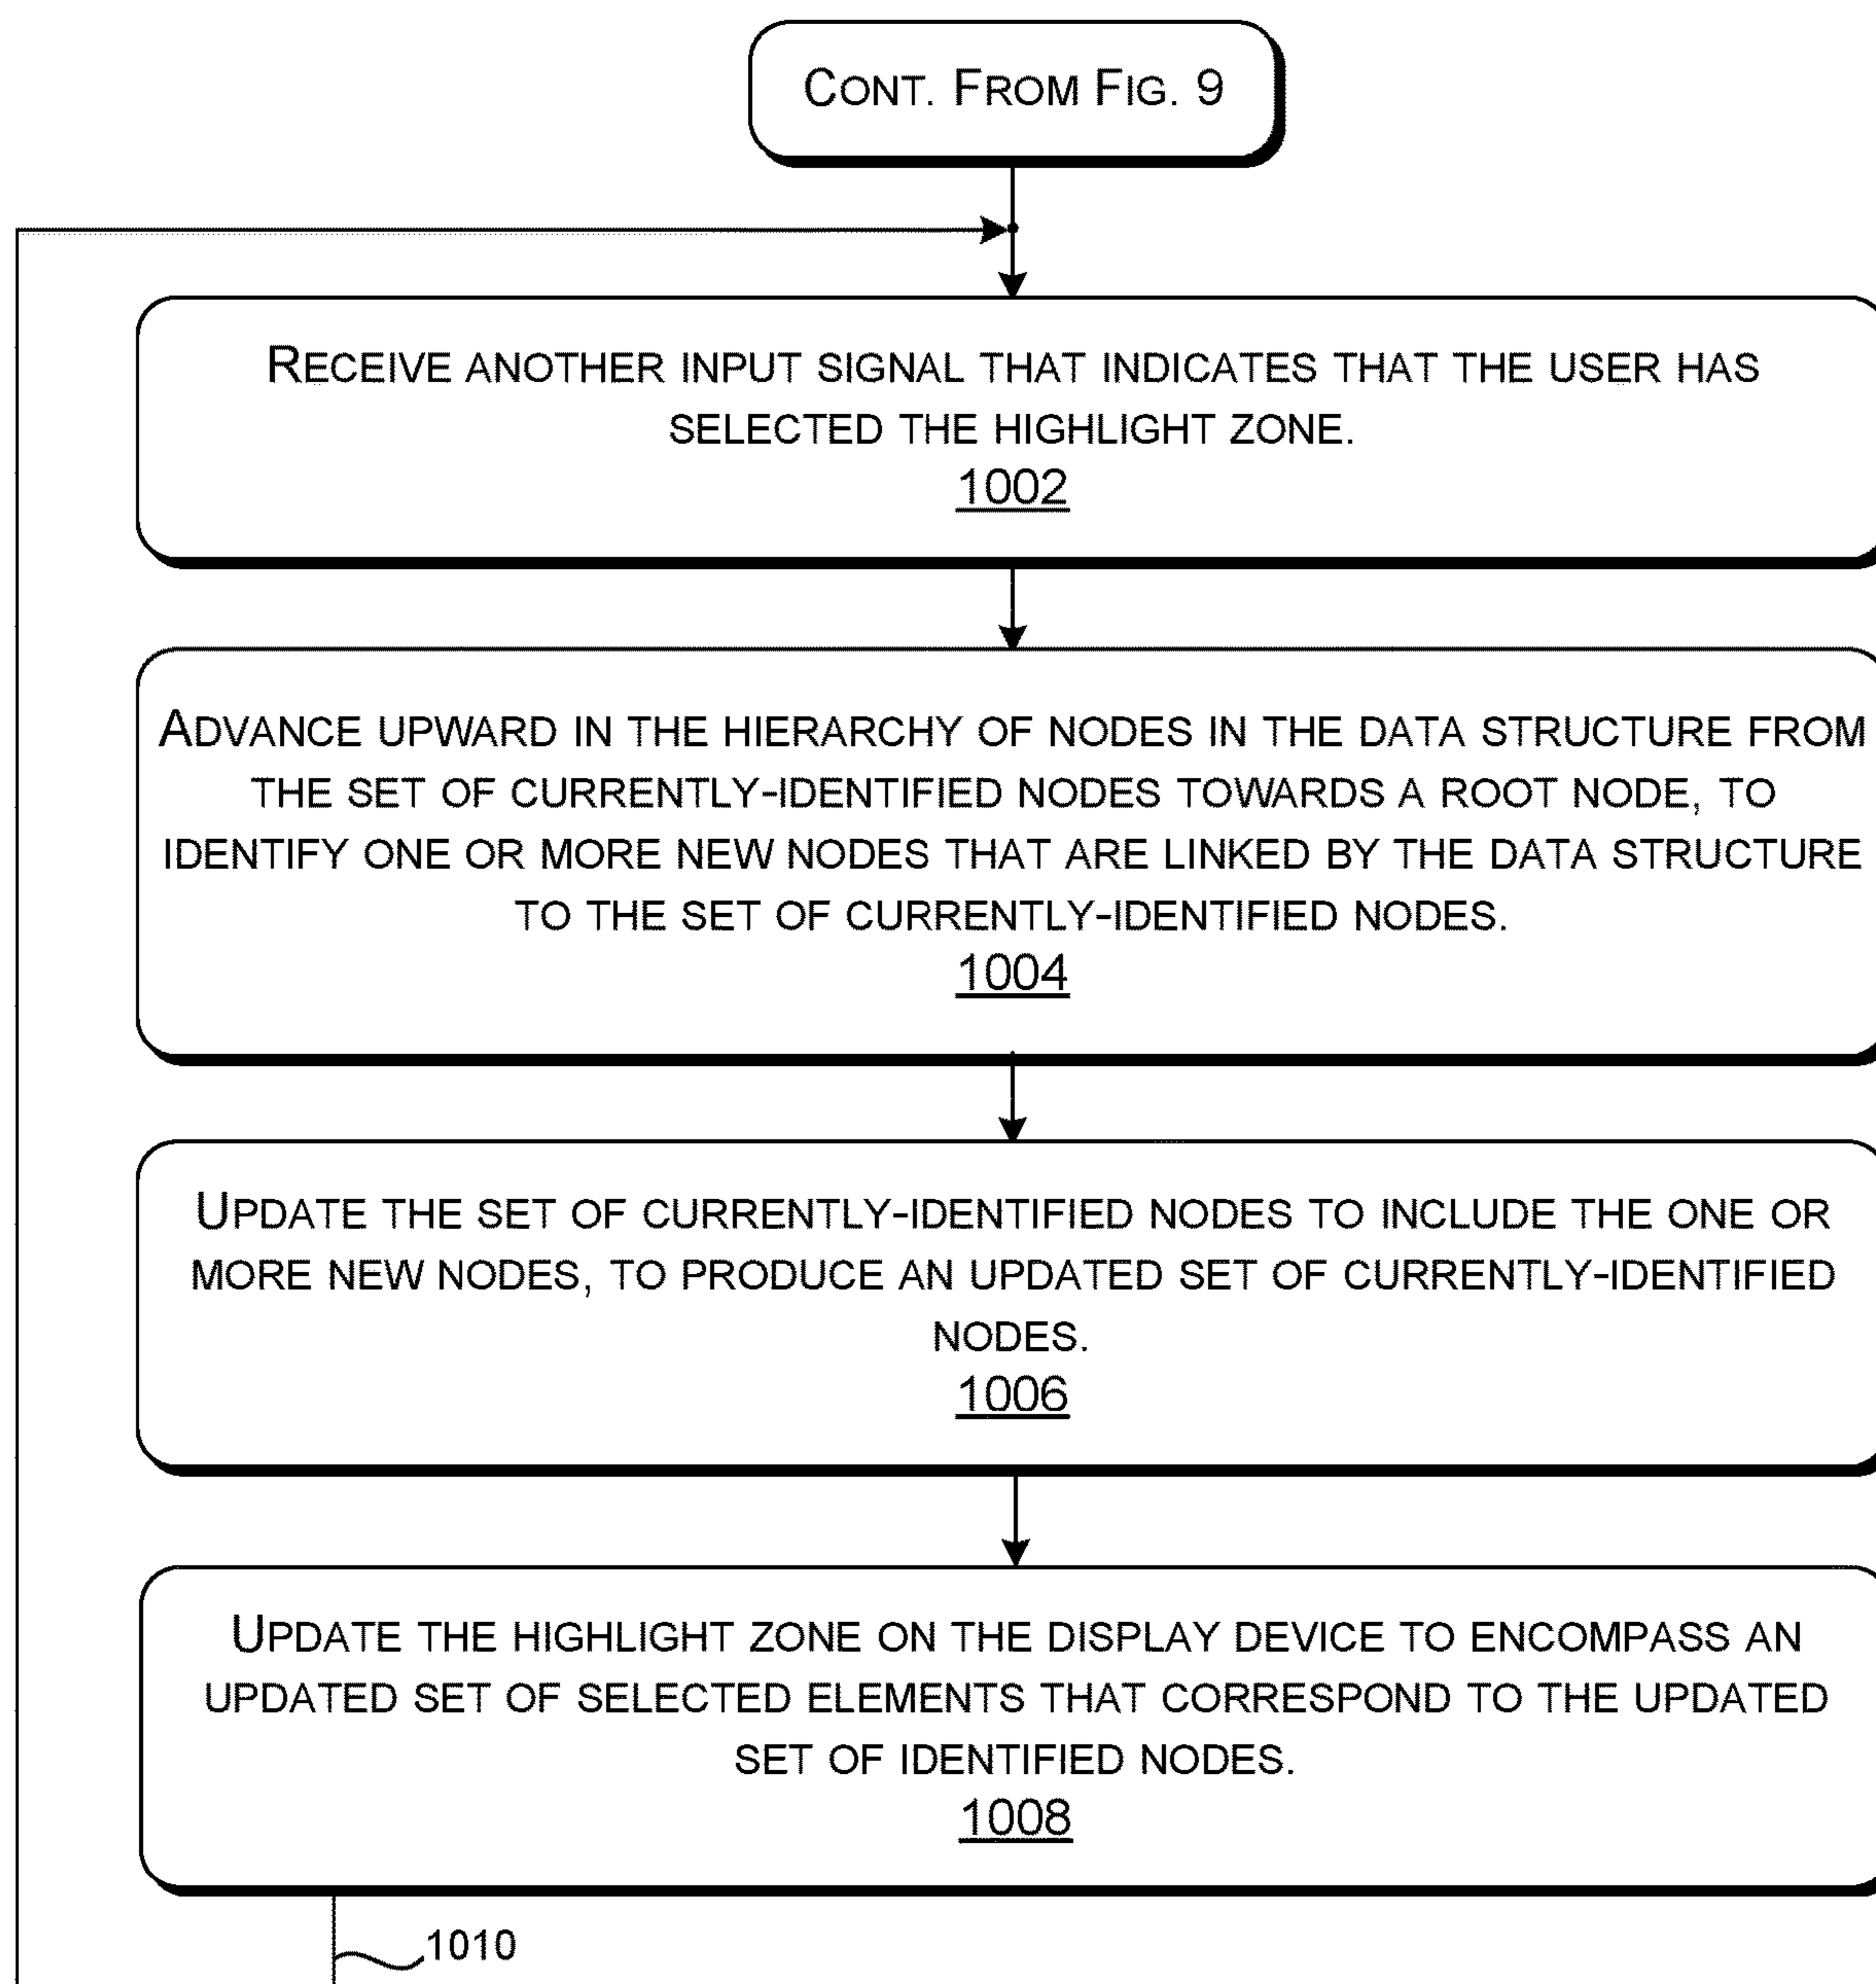 CONT. FROM FIG. 9
RECEIVE ANOTHER INPUT SIGNAL THAT INDICATES THAT THE USER HAS
SELECTED THE HIGHLIGHT ZONE.
1002
ADVANCE UPWARD IN THE HIERARCHY OF NODES IN THE DATA STRUCTURE FROM
THE SET OF CURRENTLY-IDENTIFIED NODES TOWARDS A ROOT NODE, TO
IDENTIFY ONE OR MORE NEW NODES THAT ARE LINKED BY THE DATA STRUCTURE
TO THE SET OF CURRENTLY-IDENTIFIED NODES.
1004
UPDATE THE SET OF CURRENTLY-IDENTIFIED NODES TO INCLUDE THE ONE OR
MORE NEW NODES, TO PRODUCE AN UPDATED SET OF CURRENTLY-IDENTIFIED
NODES.
1006
UPDATE THE HIGHLIGHT ZONE ON THE DISPLAY DEVICE TO ENCOMPASS AN
UPDATED SET OF SELECTED ELEMENTS THAT CORRESPOND TO THE UPDATED
SET OF IDENTIFIED NODES.
1008
1010